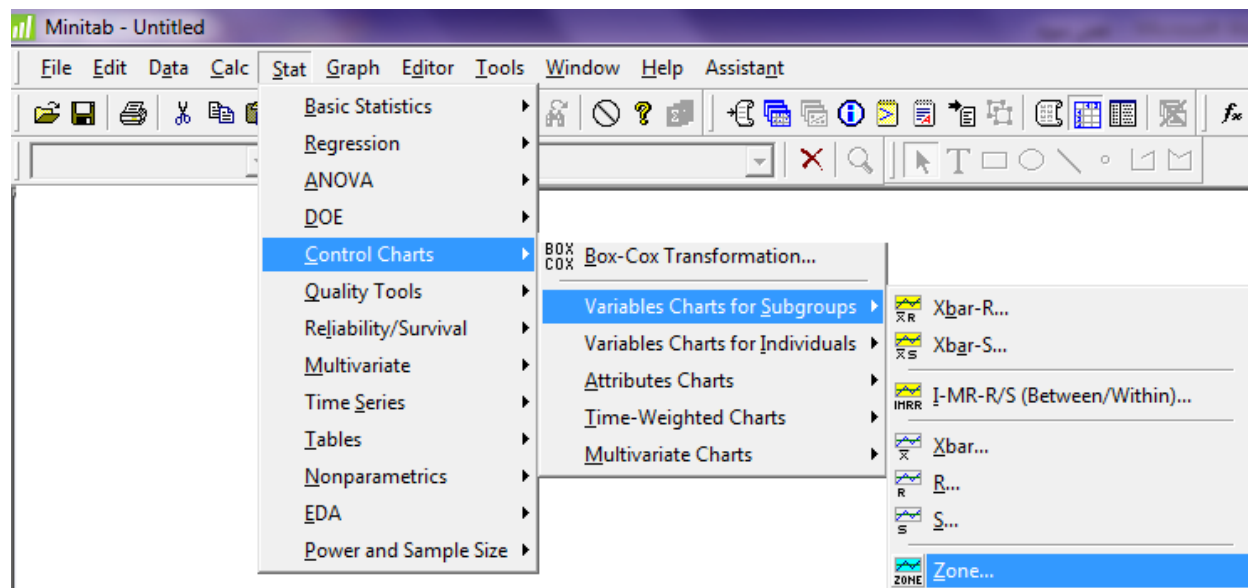 Minitab - Untitled
File Edit Data Calc Stat Graph Editor Tools Window Help Assistant
Basic Statistics
Regression
ANOVA
DOE
Control Charts
Quality Tools
Reliability/Survival
Multivariate
Time Series
Tables
Nonparametrics
EDA
Power and Sample Size
BOX COX Box-Cox Transformation...
Variables Charts for Subgroups
Variables Charts for Individuals
Attributes Charts
Time-Weighted Charts
Multivariate Charts
X R Xbar-R...
X S Xbar-S...
IMRR I-MR-R/S (Between/Within)...
X Xbar...
R R...
S S...
ZONE Zone...